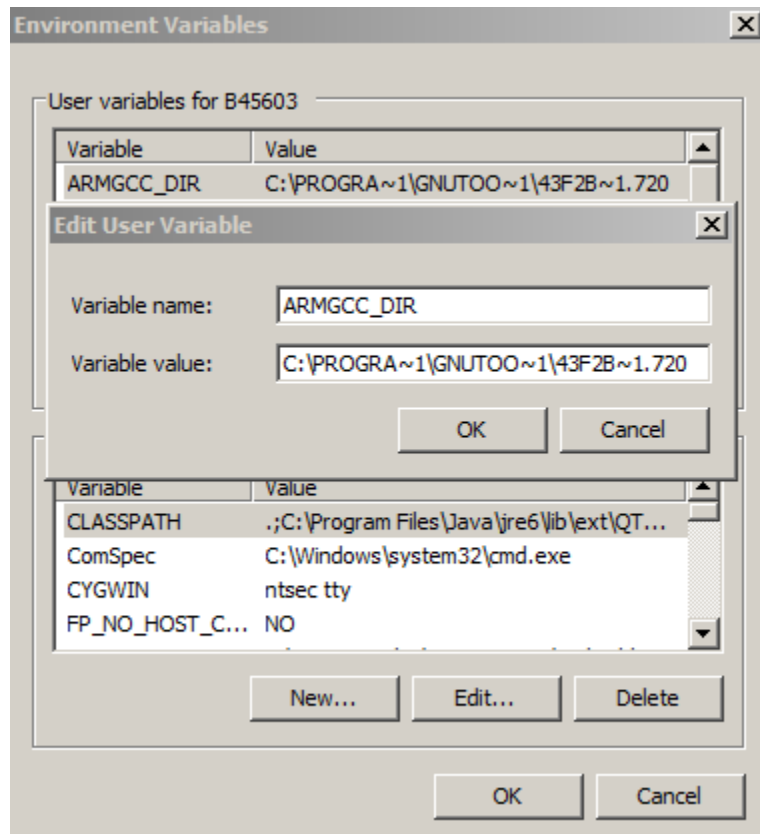 Environment Variables
User variables for B45603
Variable Value
ARMGCC_DIR C:\PROGRA~1\GNUTOO~1\43F2B~1.720
Edit User Variable
Variable name: ARMGCC_DIR
Variable value: C:\PROGRA~1\GNUTOO~1\43F2B~1.720
OK Cancel
Variable Value
CLASSPATH .;C:\Program Files\Java\jre6\lib\ext\QT...
ComSpec C:\Windows\system32\cmd.exe
CYGWIN ntsec tty
FP_NO_HOST_C... NO
New... Edit... Delete
OK Cancel